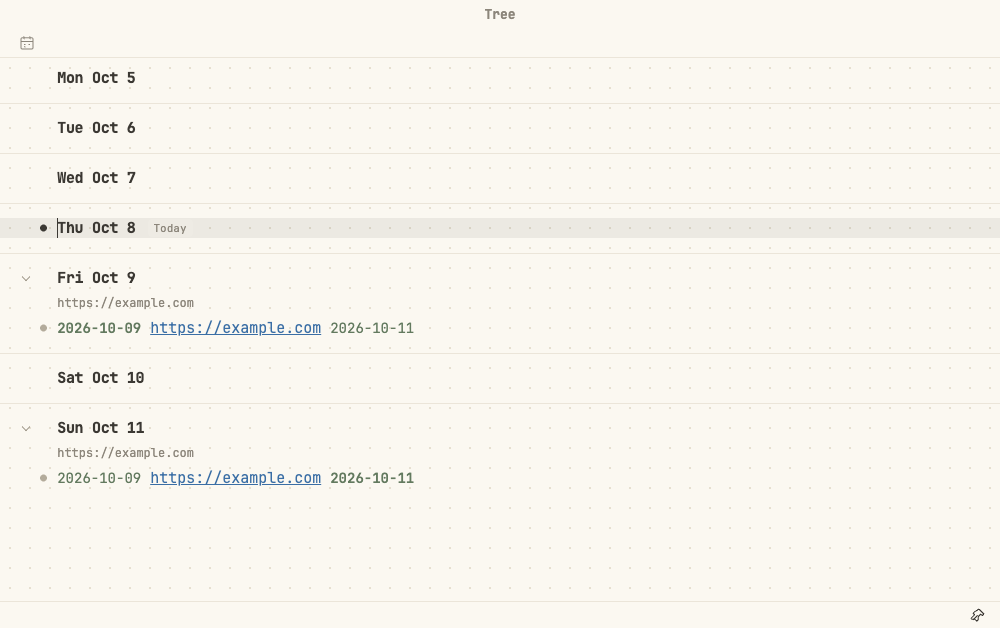 Tree
Mon Oct 5
Tue Oct 6
Wed Oct 7
Thu Oct 8 Today
Fri Oct 9
https://example.com
2026-10-09 https://example.com 2026-10-11
Sat Oct 10
Sun Oct 11
https://example.com
2026-10-09 https://example.com 2026-10-11